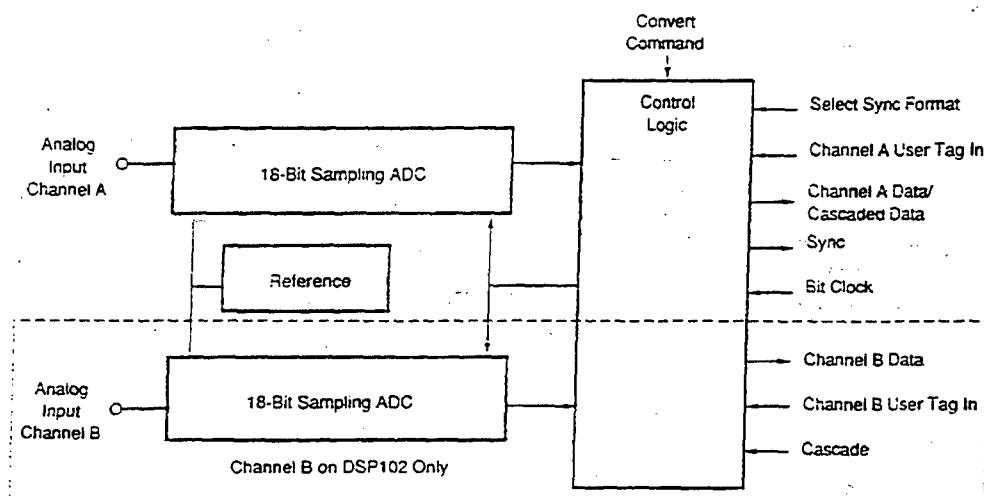 Convert
Command
Control
Logic
Select Sync Format
Analog
Input
Channel A
18-Bit Sampling ADC
Channel A User Tag In
Channel A Data/
Cascaded Data
Sync
Reference
Bit Clock
Analog
Input
Channel B
18-Bit Sampling ADC
Channel B Data
Channel B User Tag In
Cascade
Channel B on DSP102 Only